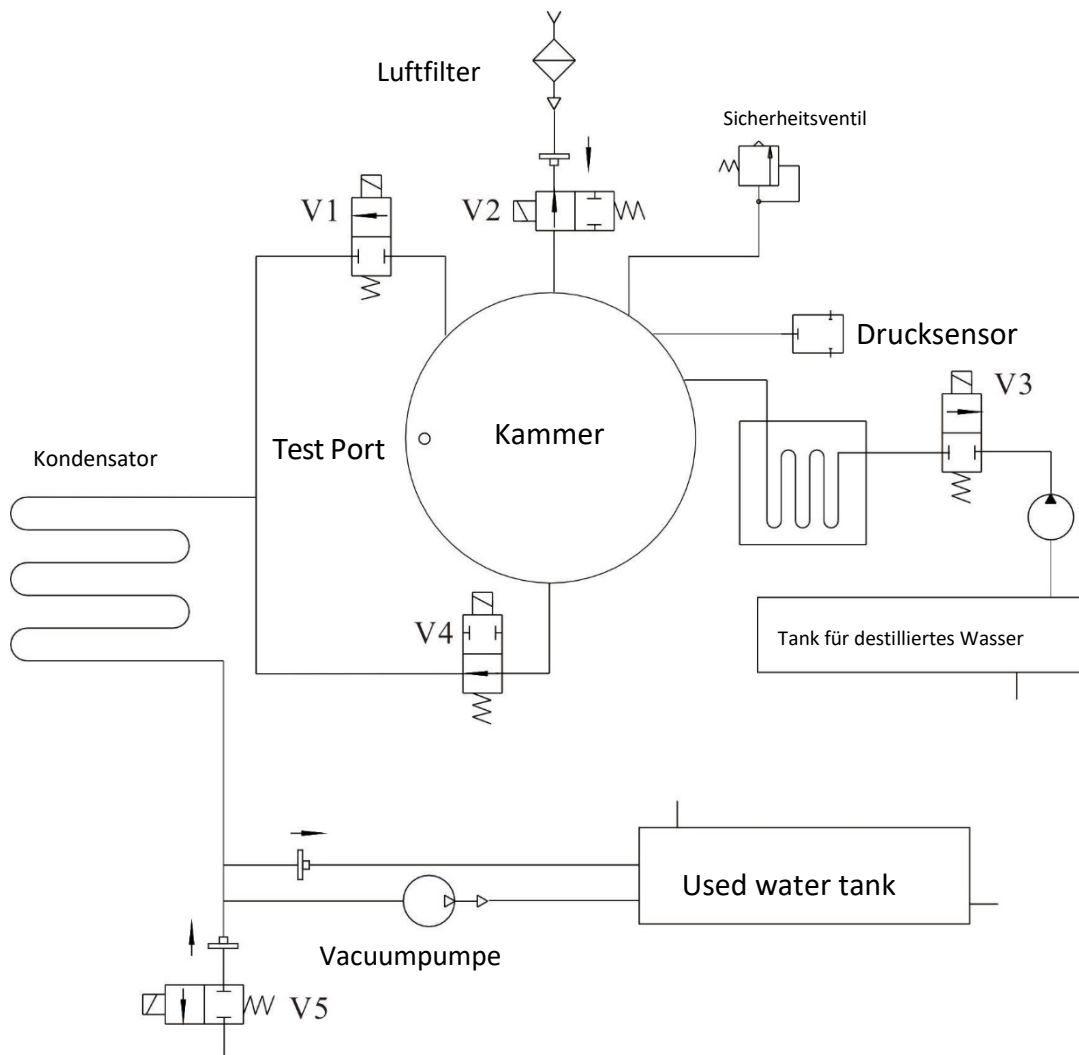 Luftfilter
Sicherheitsventil
V1
V2
Drucksensor
V3
Kammer
Test Port
Kondensator
V4
Tank für destilliertes Wasser
Used water tank
Vacuumpumpe
V5